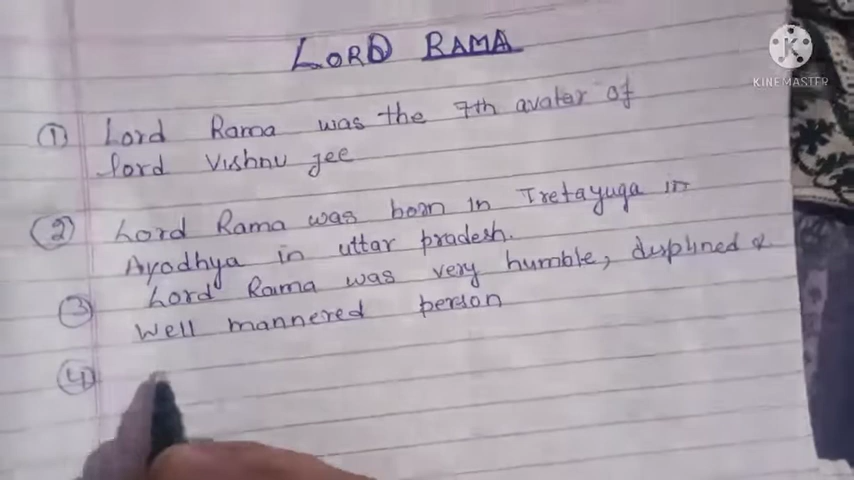 LORD RAMA
KINEMASTER
① Lord Rama was the 7th avatar of
lord Vishnu jee
② Lord Rama was born in Tretayuga in
Ayodhya in uttar pradesh.
③ Lord Rama was very humble, desplined &
Well mannered person
④